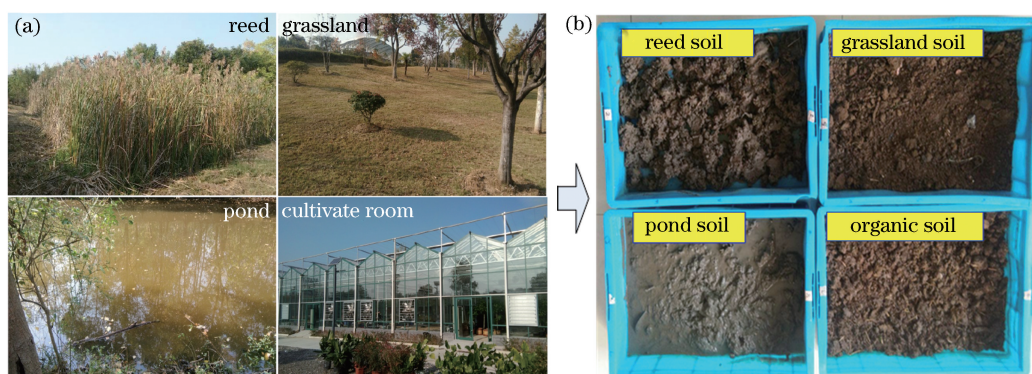 (a)
reed
grassland
pond
cultivate room
(b)
reed soil
grassland soil
pond soil
organic soil